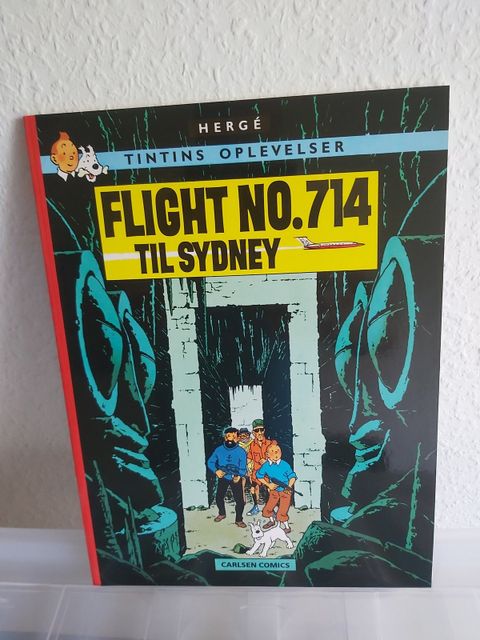 HERGÉ
TINTINS OPLEVELSER
FLIGHT NO.714
TIL SYDNEY
CARLSEN COMICS